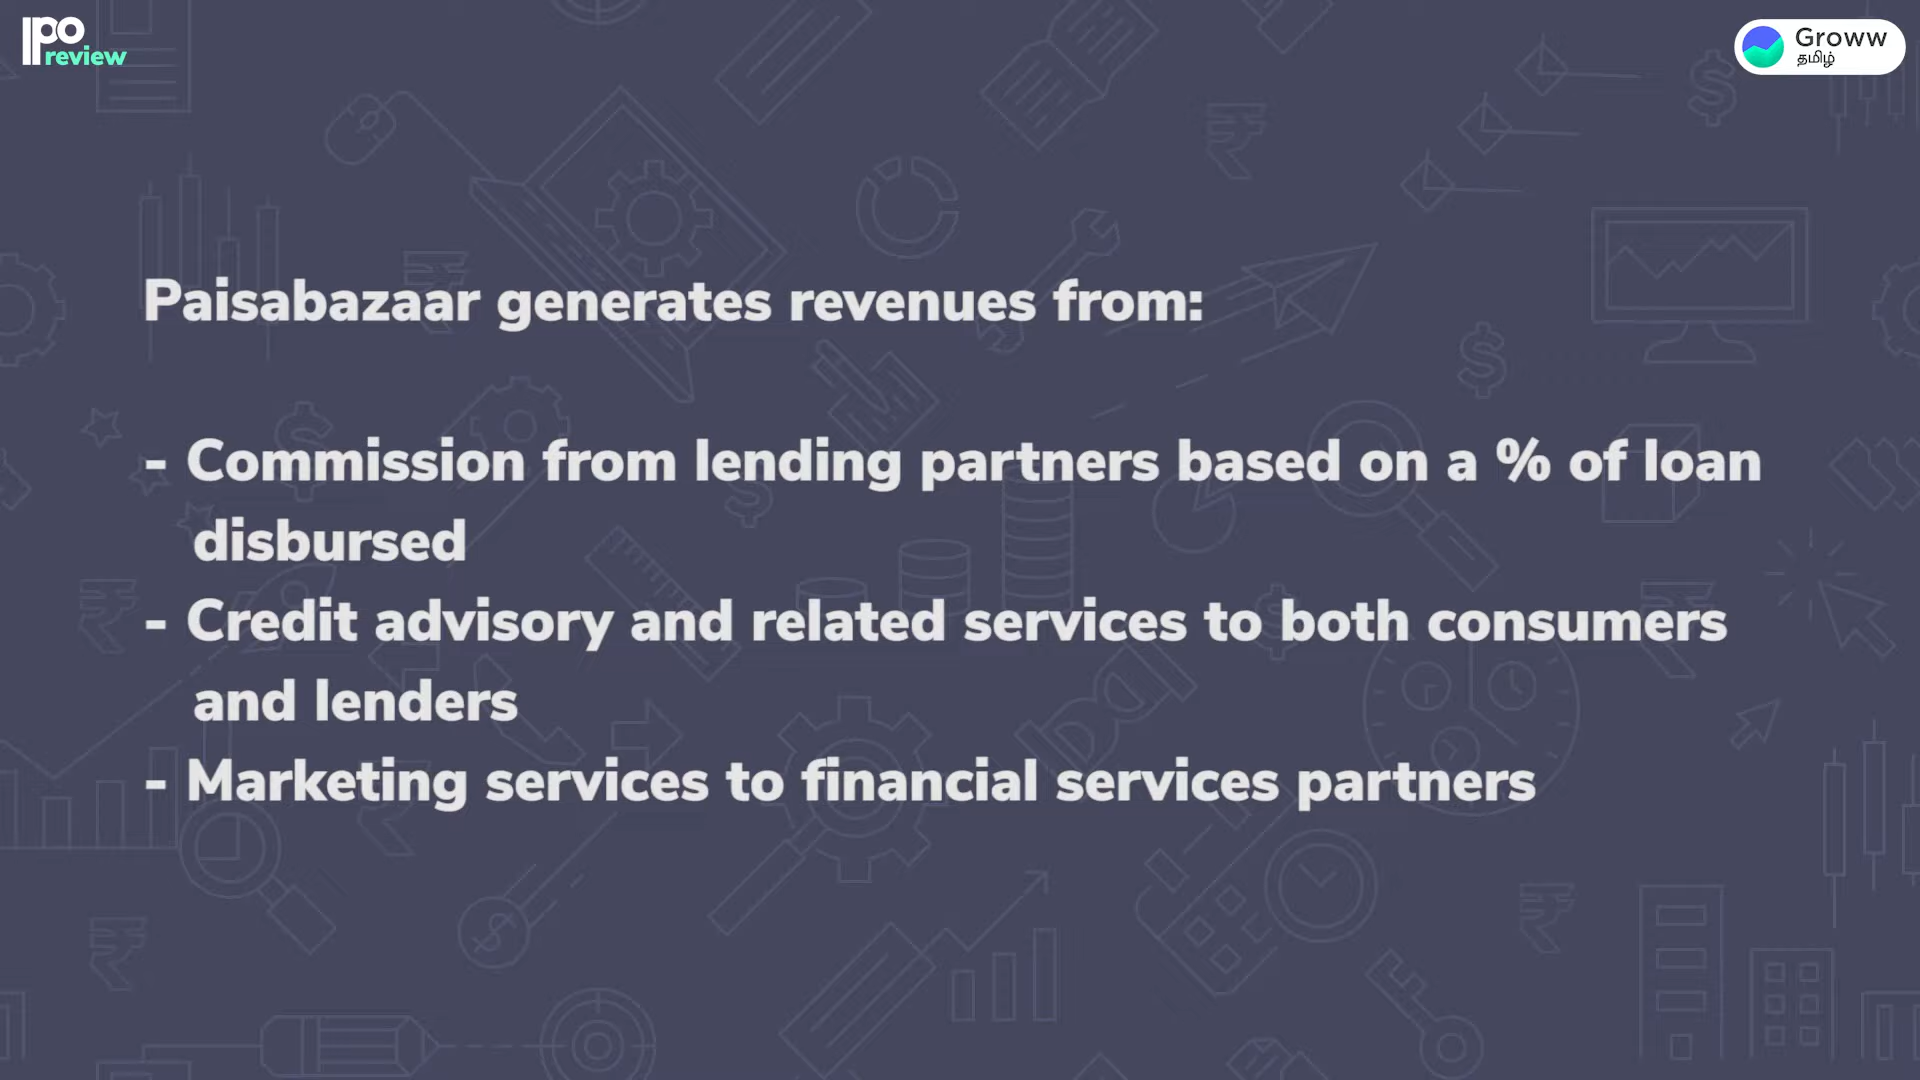 IPO
review
Groww
தமிழ்
Paisabazaar generates revenues from:
- Commission from lending partners based on a % of loan
disbursed
- Credit advisory and related services to both consumers
and lenders
- Marketing services to financial services partners